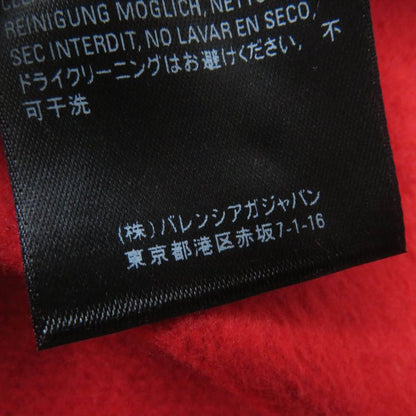 REINIGUNG MÖGLICH, NETTO
SEC INTERDIT, NO LAVAR EN SECO,
ドライクリーニングはお避けください, 不
可干洗
(株) バレンシアガジャパン
東京都港区赤坂7-1-16